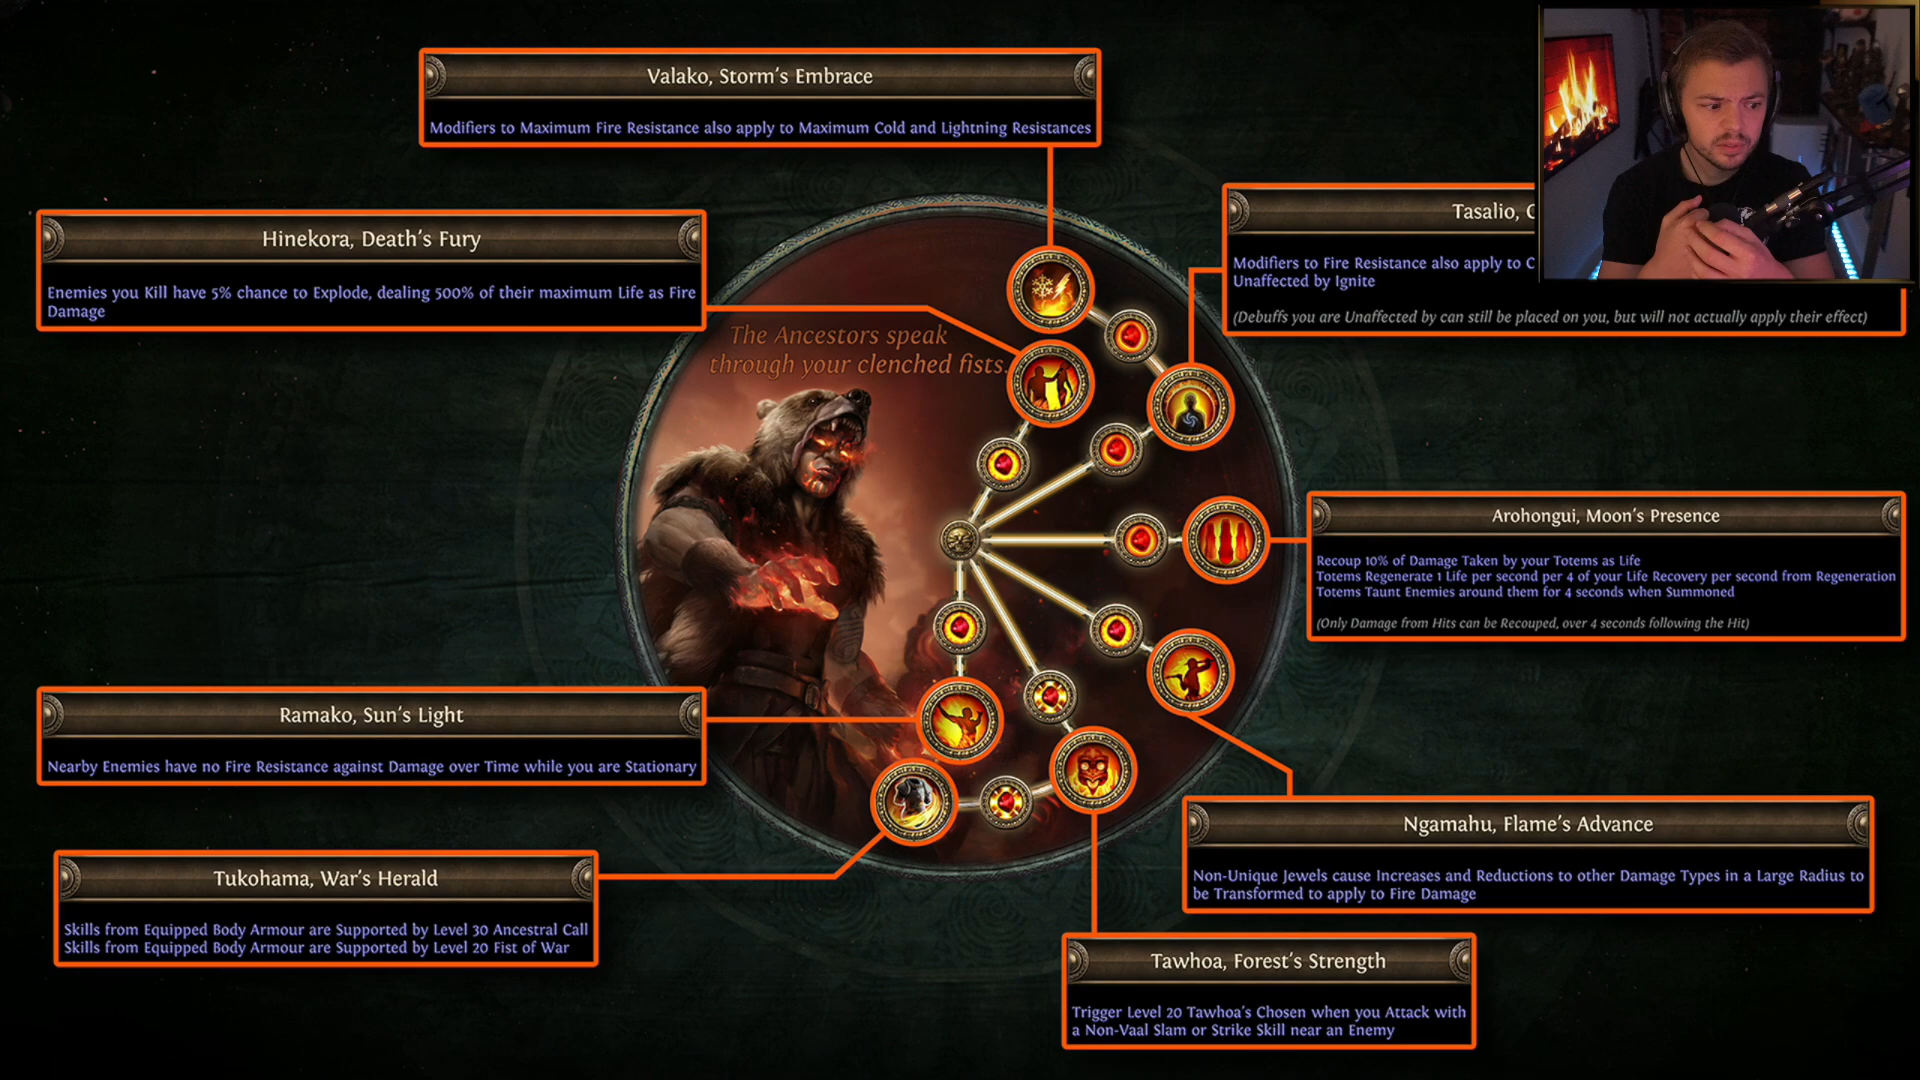 Valako, Storm's Embrace
Modifiers to Maximum Fire Resistance also apply to Maximum Cold and Lightning Resistances
Hinekora, Death's Fury
Enemies you Kill have 5% chance to Explode, dealing 500% of their maximum Life as Fire
Damage
Tasalio,
Modifiers to Fire Resistance also apply to
Unaffected by Ignite
(Debuffs you are Unaffected by can still be placed on you, but will not actually apply their effect)
The Ancestors speak
through your clenched fists.
Arohongui, Moon's Presence
Recoup 10% of Damage Taken by your Totems as Life
Totems Regenerate 1 Life per second per 4 of your Life Recovery per second from Regeneration
Totems Taunt Enemies around them for 4 seconds when Summoned
(Only Damage from Hits can be Recouped, over 4 seconds following the Hit)
Ramako, Sun's Light
Nearby Enemies have no Fire Resistance against Damage over Time while you are Stationary
Ngamahu, Flame's Advance
Non-Unique Jewels cause Increases and Reductions to other Damage Types in a Large Radius to
be Transformed to apply to Fire Damage
Tukohama, War's Herald
Skills from Equipped Body Armour are Supported by Level 30 Ancestral Call
Skills from Equipped Body Armour are Supported by Level 20 Fist of War
Tawhoa, Forest's Strength
Trigger Level 20 Tawhoa's Chosen when you Attack with
a Non-Vaal Slam or Strike Skill near an Enemy